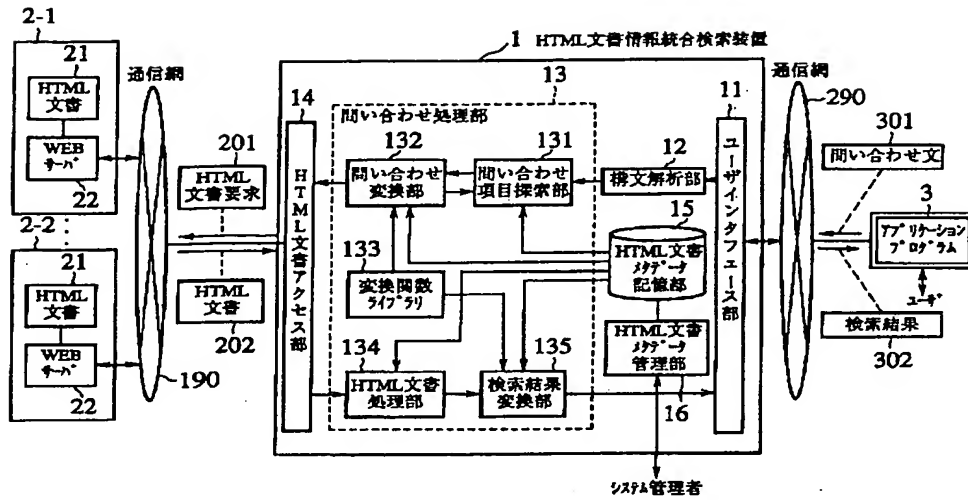 2-1
21
HTML
文書
WEB
サーバ
22
2-2
21
HTML
文書
WEB
サーバ
22
通信網
190
201
HTML
文書要求
HTML
文書
202
1
HTML文書情報統合検索装置
14
HTML文書アクセス部
13
問い合わせ処理部
132
問い合わせ
変換部
131
問い合わせ
項目探索部
12
構文解析部
11
ユーザインタフェース部
133
変換関数
ライブラリ
15
HTML文書
メタデータ
記憶部
134
HTML文書
処理部
135
検索結果
変換部
HTML文書
メタデータ
管理部
16
システム管理者
通信網
290
301
問い合わせ文
3
アプリケーション
プログラム
ユーザ
検索結果
302